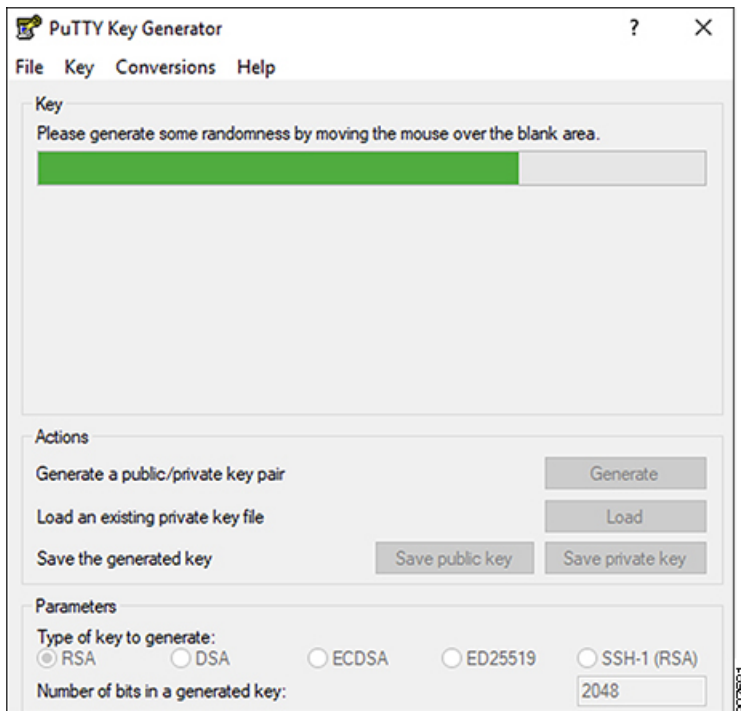 PuTTY Key Generator ? X
File Key Conversions Help
Key
Please generate some randomness by moving the mouse over the blank area.
Actions
Generate a public/private key pair Generate
Load an existing private key file Load
Save the generated key Save public key Save private key
Parameters
Type of key to generate:
RSA DSA ECDSA ED25519 SSH-1 (RSA)
Number of bits in a generated key: 2048